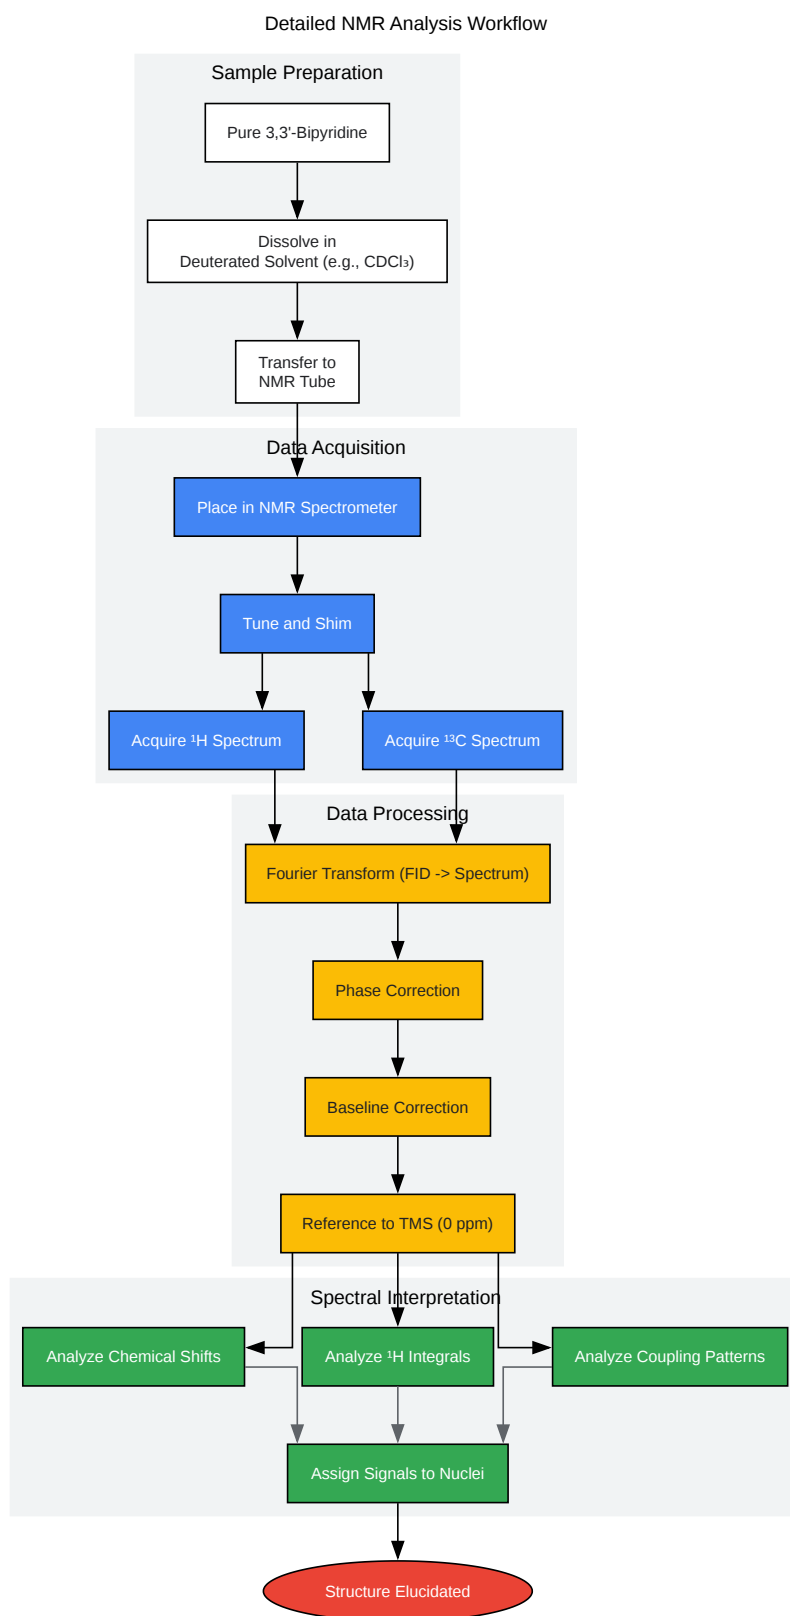 Detailed NMR Analysis Workflow
Sample Preparation
Pure 3,3'-Bipyridine
Dissolve in
Deuterated Solvent (e.g., CDCl₃)
Transfer to
NMR Tube
Data Acquisition
Place in NMR Spectrometer
Tune and Shim
Acquire ¹H Spectrum
Acquire ¹³C Spectrum
Data Processing
Fourier Transform (FID -> Spectrum)
Phase Correction
Baseline Correction
Reference to TMS (0 ppm)
Spectral Interpretation
Analyze Chemical Shifts
Analyze ¹H Integrals
Analyze Coupling Patterns
Assign Signals to Nuclei
Structure Elucidated